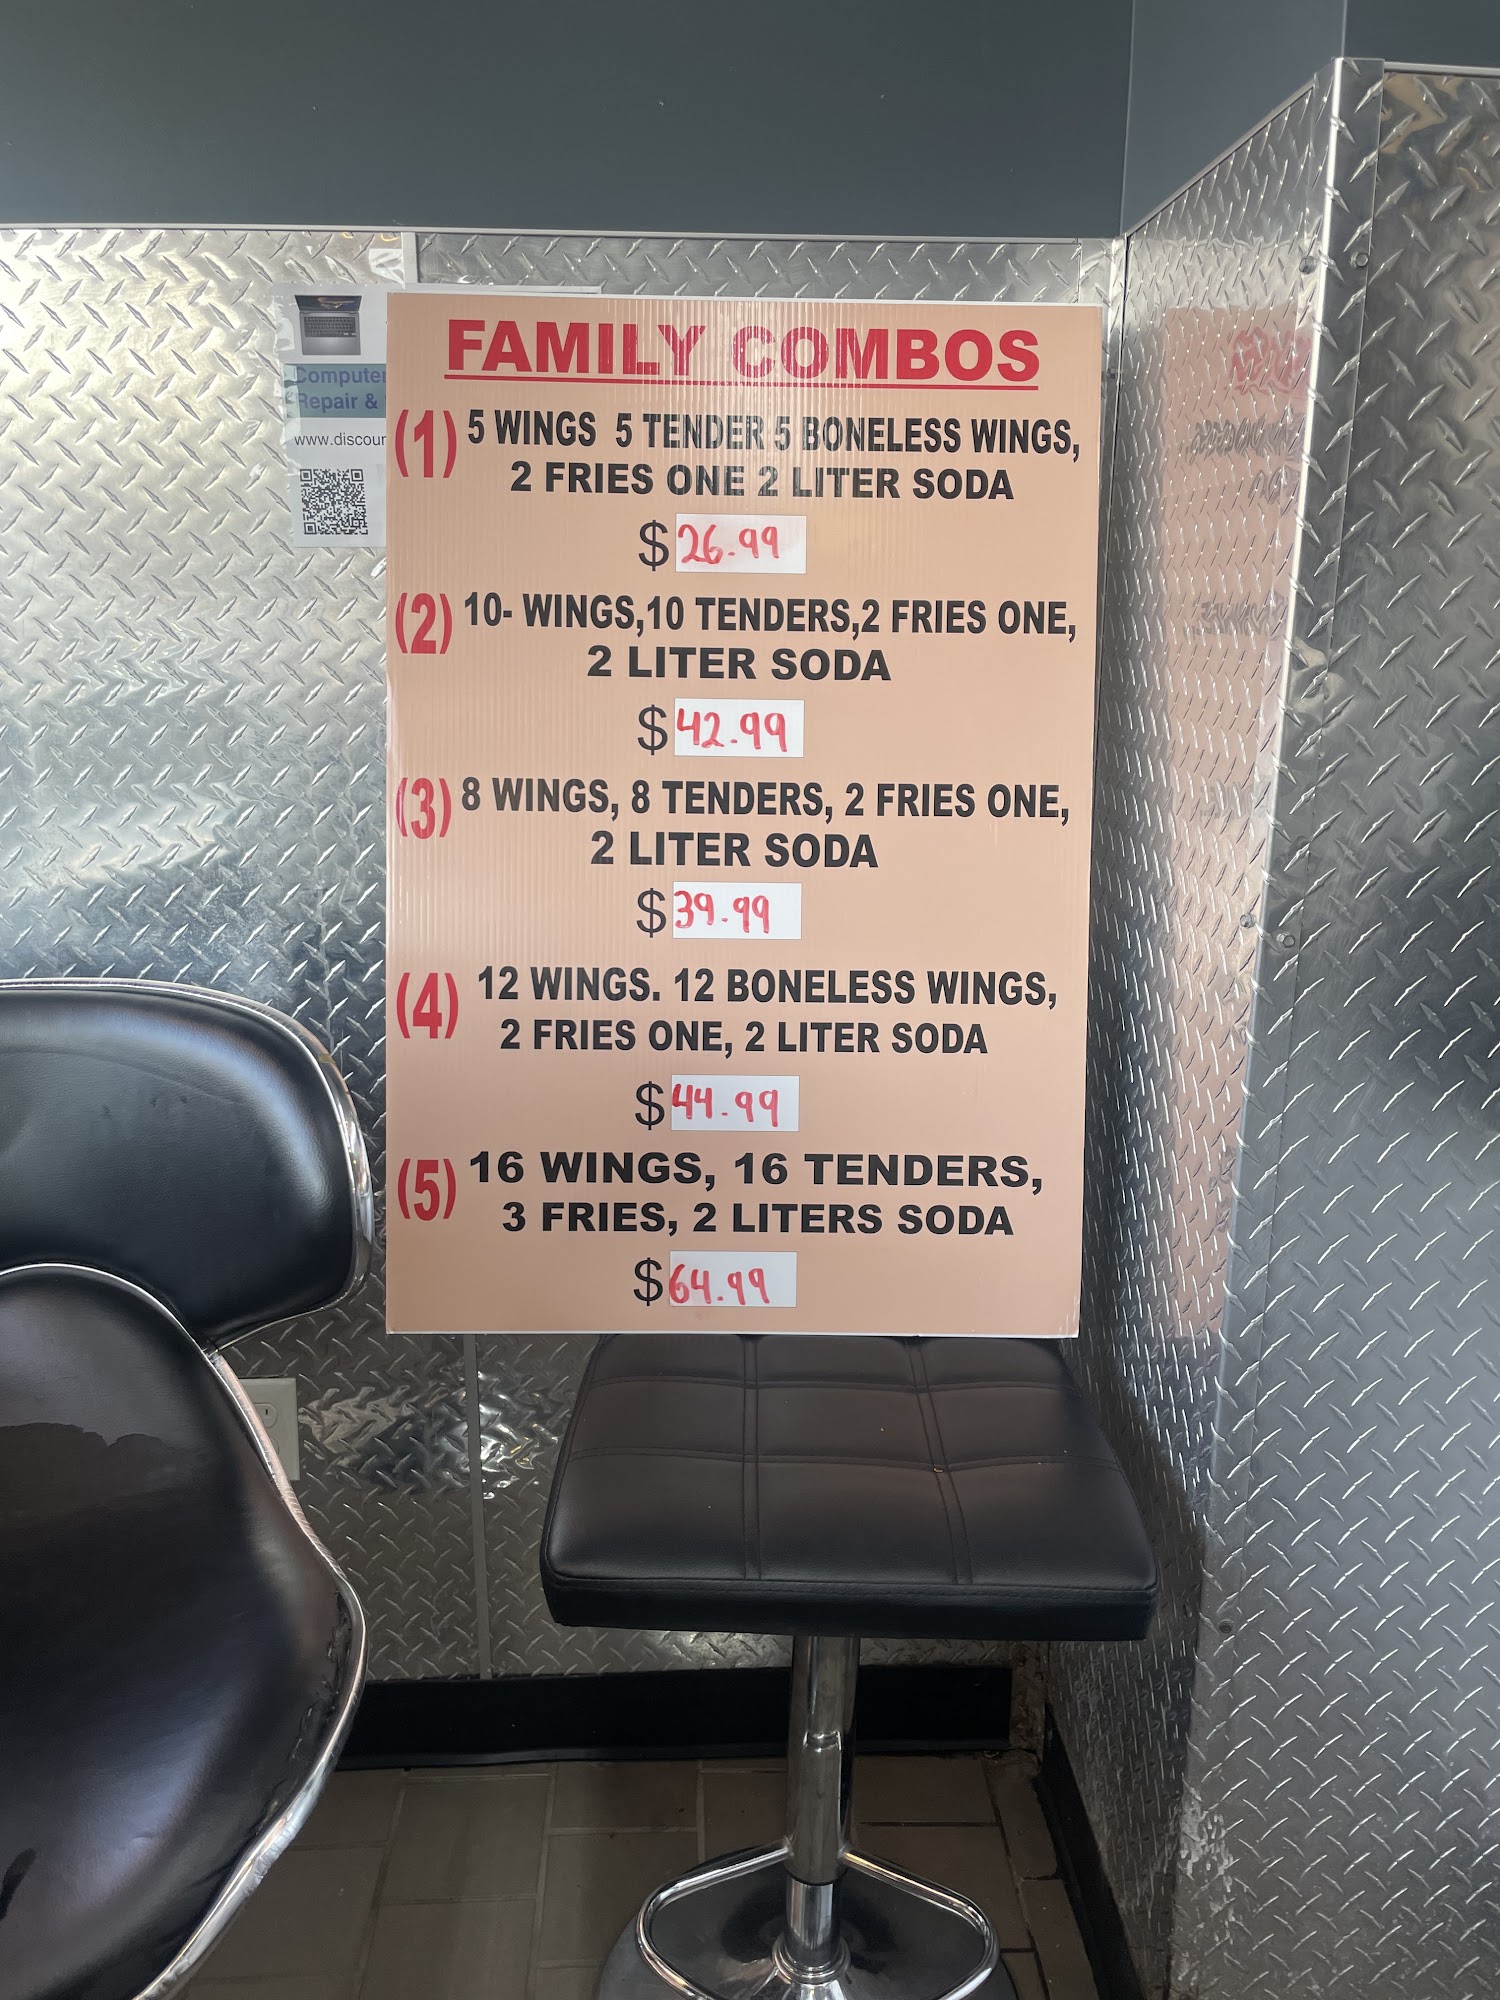 FAMILY COMBOS
(1) 5 WINGS 5 TENDER 5 BONELESS WINGS,
2 FRIES ONE 2 LITER SODA
$ 26.99
(2) 10- WINGS,10 TENDERS,2 FRIES ONE,
2 LITER SODA
$ 42.99
(3) 8 WINGS, 8 TENDERS, 2 FRIES ONE,
2 LITER SODA
$ 39.99
(4) 12 WINGS. 12 BONELESS WINGS,
2 FRIES ONE, 2 LITER SODA
$ 44.99
(5) 16 WINGS, 16 TENDERS,
3 FRIES, 2 LITERS SODA
$ 64.99
Computer
Repair &
www.discour